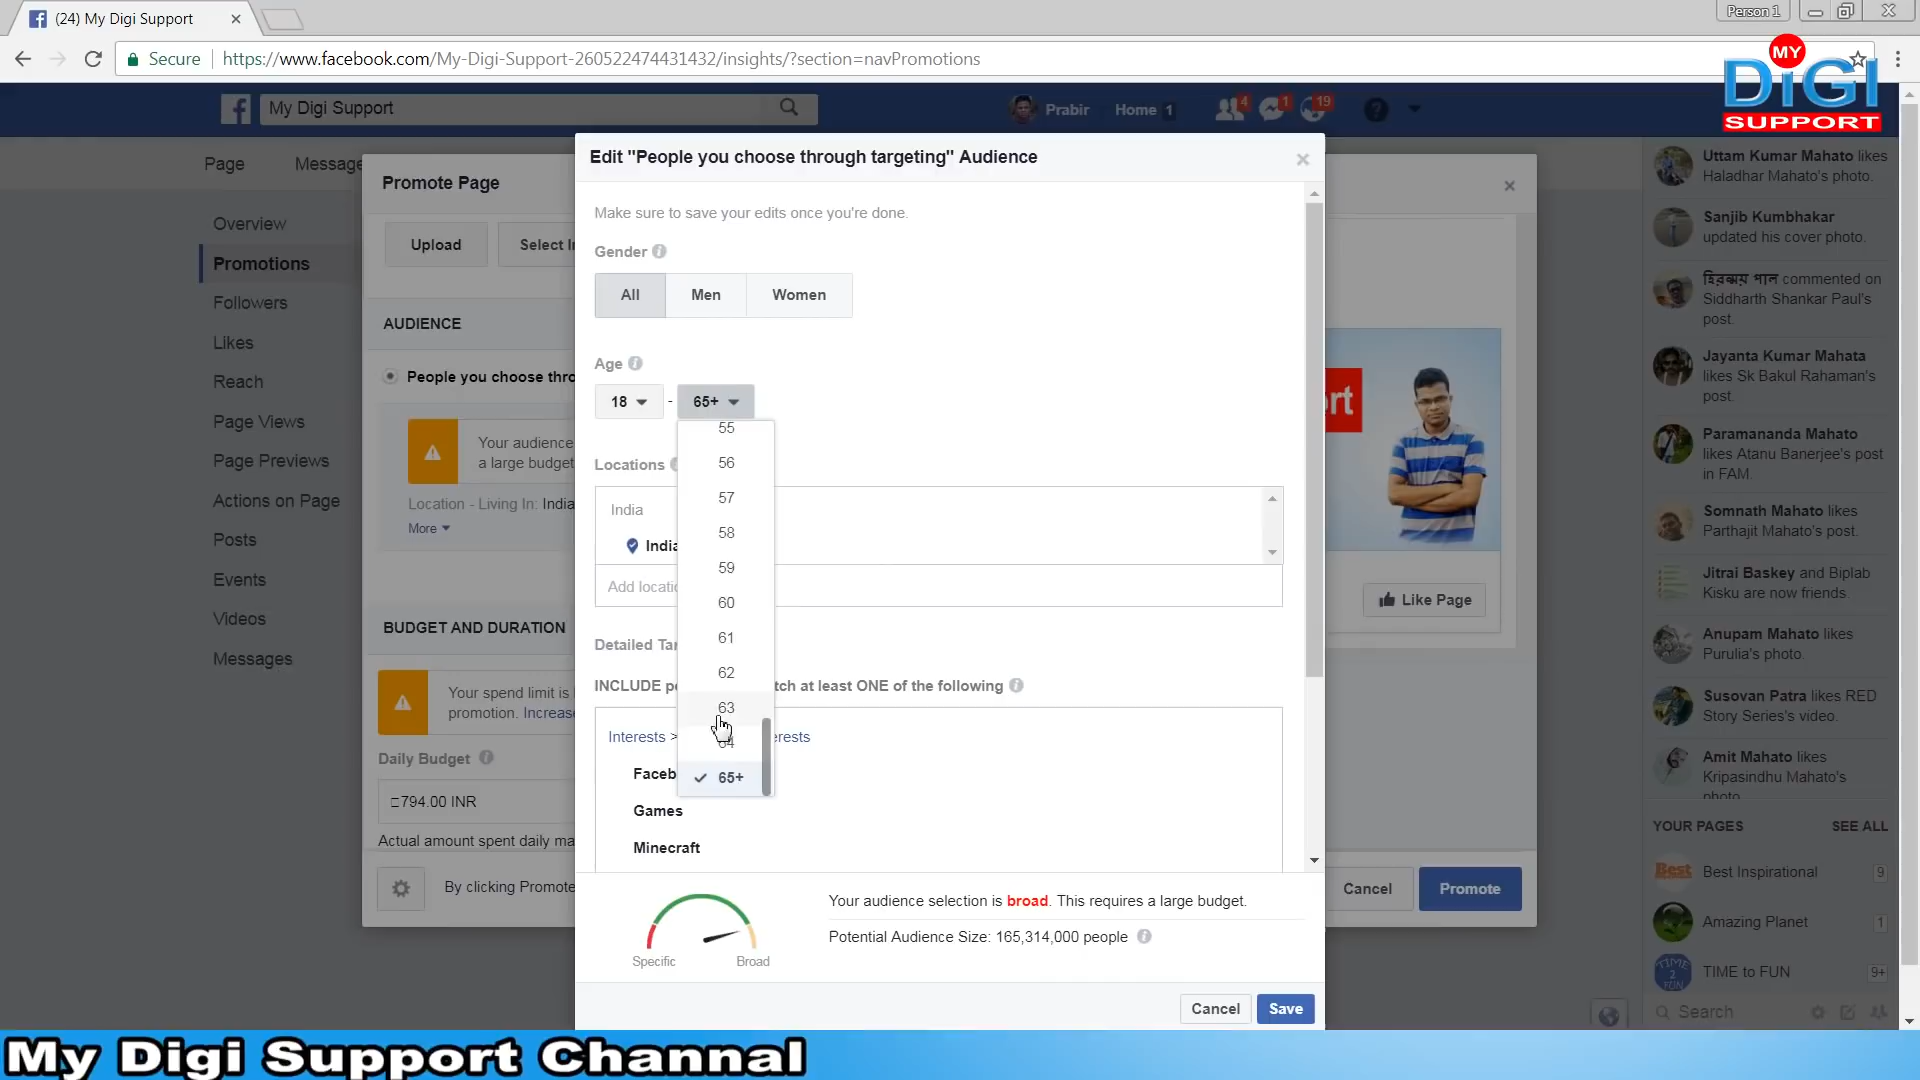 (24) My Digi Support
Person 1
Secure
https://www.facebook.com/My-Digi-Support-260522474431432/insights/?section=navPromotions
MY
DiGI
SUPPORT
My Digi Support
Prabir
Home 1
4
1
19
Page
Message
Overview
Promotions
Followers
Likes
Reach
Page Views
Page Previews
Actions on Page
Posts
Events
Videos
Messages
Promote Page
Upload
Select I
AUDIENCE
People you choose thro
Your audience
a large budget
Location - Living In: India
More
BUDGET AND DURATION
Your spend limit is
promotion. Increase
Daily Budget
794.00 INR
Actual amount spent daily ma
By clicking Promote
Edit "People you choose through targeting" Audience
Make sure to save your edits once you're done.
Gender
All
Men
Women
Age
18
-
65+
55
56
57
58
59
60
61
62
63
64
65+
Locations
India
India
Add locatio
Detailed Tar
INCLUDE pe
tch at least ONE of the following
Interests >
erests
Faceb
Games
Minecraft
Specific
Broad
Your audience selection is broad. This requires a large budget.
Potential Audience Size: 165,314,000 people
Cancel
Save
ort
Like Page
Cancel
Promote
Uttam Kumar Mahato likes
Haladhar Mahato's photo.
Sanjib Kumbhakar
updated his cover photo.
হিরন্ময় পাল commented on
Siddharth Shankar Paul's
post.
Jayanta Kumar Mahata
likes Sk Bakul Rahaman's
post.
Paramananda Mahato
likes Atanu Banerjee's post
in FAM.
Somnath Mahato likes
Parthajit Mahato's post.
Jitrai Baskey and Biplab
Kisku are now friends.
Anupam Mahato likes
Purulia's photo.
Susovan Patra likes RED
Story Series's video.
Amit Mahato likes
Kripasindhu Mahato's
photo.
YOUR PAGES
SEE ALL
Best
Best Inspirational
9
Amazing Planet
1
TIME
2
FUN
TIME to FUN
9+
Search
My Digi Support Channal